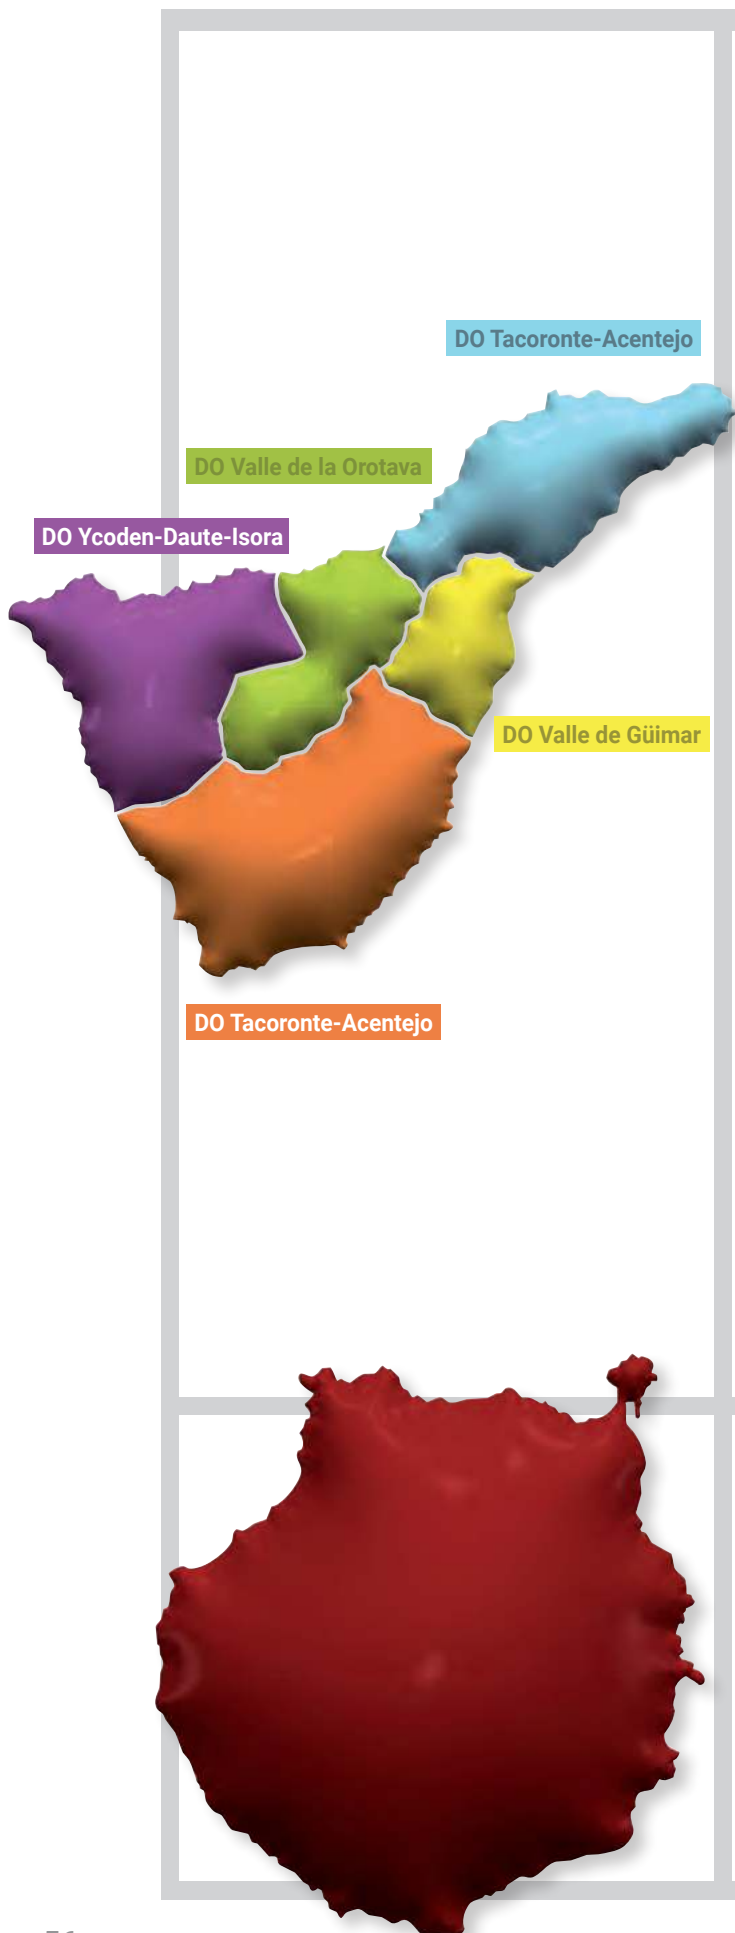 DO Tacoronte-Acentejo
DO Valle de la Orotava
DO Ycoden-Daute-Isora
DO Valle de Güimar
DO Tacoronte-Acentejo